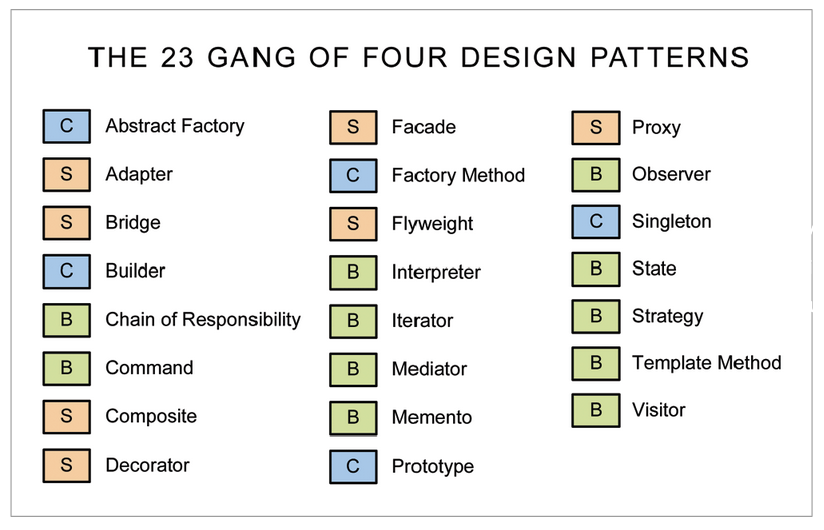 THE 23 GANG OF FOUR DESIGN PATTERNS
C Abstract Factory
S Adapter
S Bridge
C Builder
B Chain of Responsibility
B Command
S Composite
S Decorator
S Facade
C Factory Method
S Flyweight
B Interpreter
B Iterator
B Mediator
B Memento
C Prototype
S Proxy
B Observer
C Singleton
B State
B Strategy
B Template Method
B Visitor